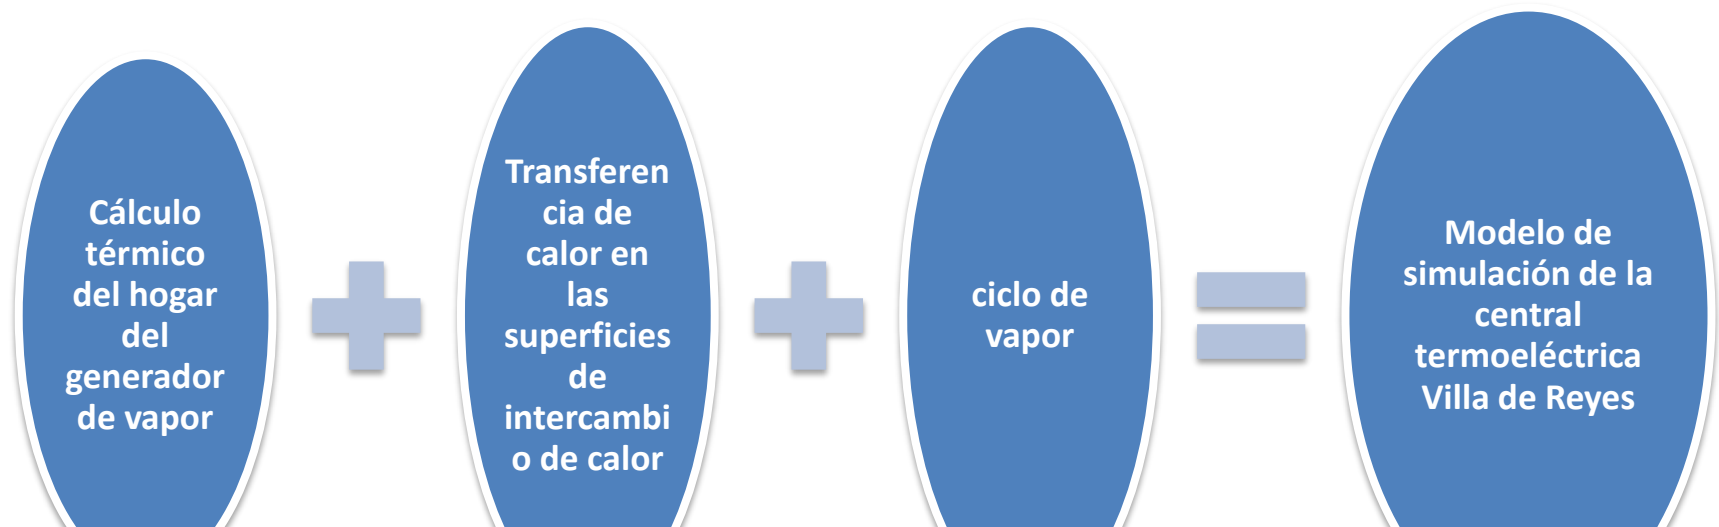 Cálculo
térmico
del hogar
del
generador
de vapor
Transferen
cia de
calor en
las
superficies
de
intercambi
o de calor
ciclo de
vapor
Modelo de
simulación de la
central
termoeléctrica
Villa de Reyes